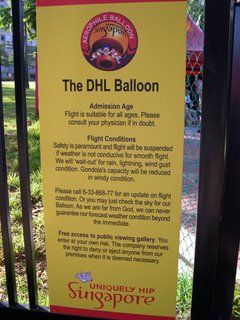 AEROPHILE BALLOON
Singapore
The DHL Balloon
Admission Age
Flight is suitable for all ages. Please
consult your physician if in doubt.
Flight Conditions
Safety is paramount and flight will be suspended
if weather is not conducive for smooth flight.
We will 'wait-out' for rain, lightning, wind gust
condition. Gondola's capacity will be reduced
in windy condition.
Please call 6-33-868-77 for an update on flight
condition. Or you may just check the sky for our
Balloon. As we are far from God, we can never
guarantee nor forecast weather condition beyond
the immediate.
Free access to public viewing gallery. You
enter at your own risk. The company reserves
the right to deny or eject anyone from our
premises when it is deemed necessary.
UNIQUELY HIP
Singapore